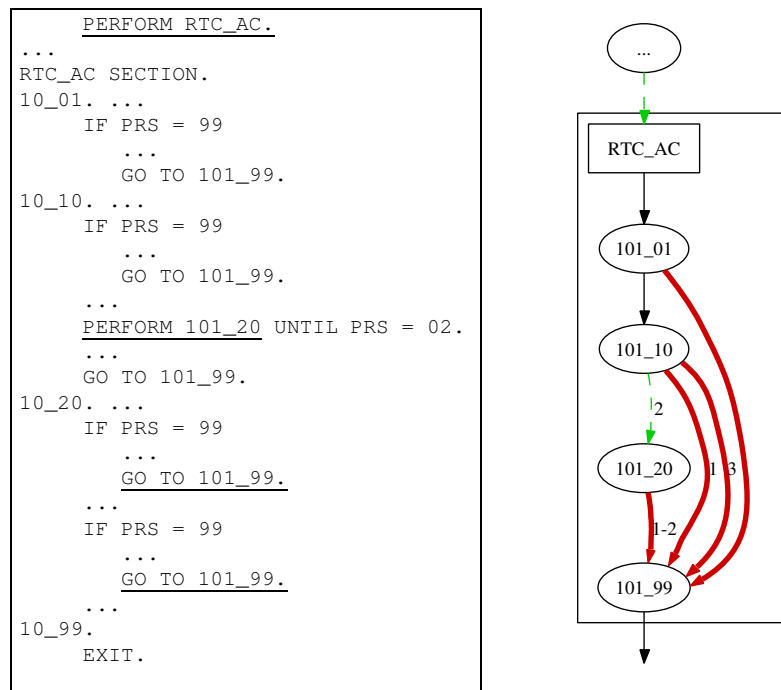 PERFORM RTC_AC.
...
RTC_AC SECTION.
10_01. ...
IF PRS = 99
...
GO TO 101_99.
10_10. ...
IF PRS = 99
...
GO TO 101_99.
...
PERFORM 101_20 UNTIL PRS = 02.
...
GO TO 101_99.
10_20. ...
IF PRS = 99
...
GO TO 101_99.
...
IF PRS = 99
...
GO TO 101_99.
...
10_99.
EXIT.
...
RTC_AC
101_01
101_10
2
101_20
1
3
1-2
101_99